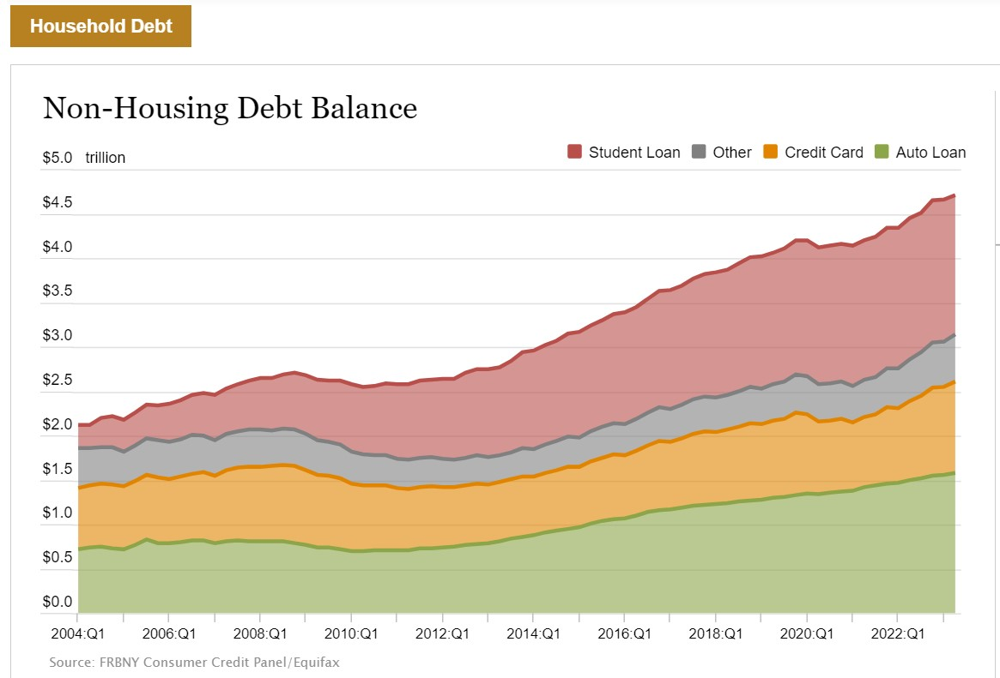 Household Debt
Non-Housing Debt Balance
$5.0 trillion
Student Loan Other Credit Card Auto Loan
$4.5
$4.0
$3.5
$3.0
$2.5
$2.0
$1.5
$1.0
$0.5
$0.0
2004:Q1 2006:Q1 2008:Q1 2010:Q1 2012:Q1 2014:Q1 2016:Q1 2018:Q1 2020:Q1 2022:Q1
Source: FRBNY Consumer Credit Panel/Equifax